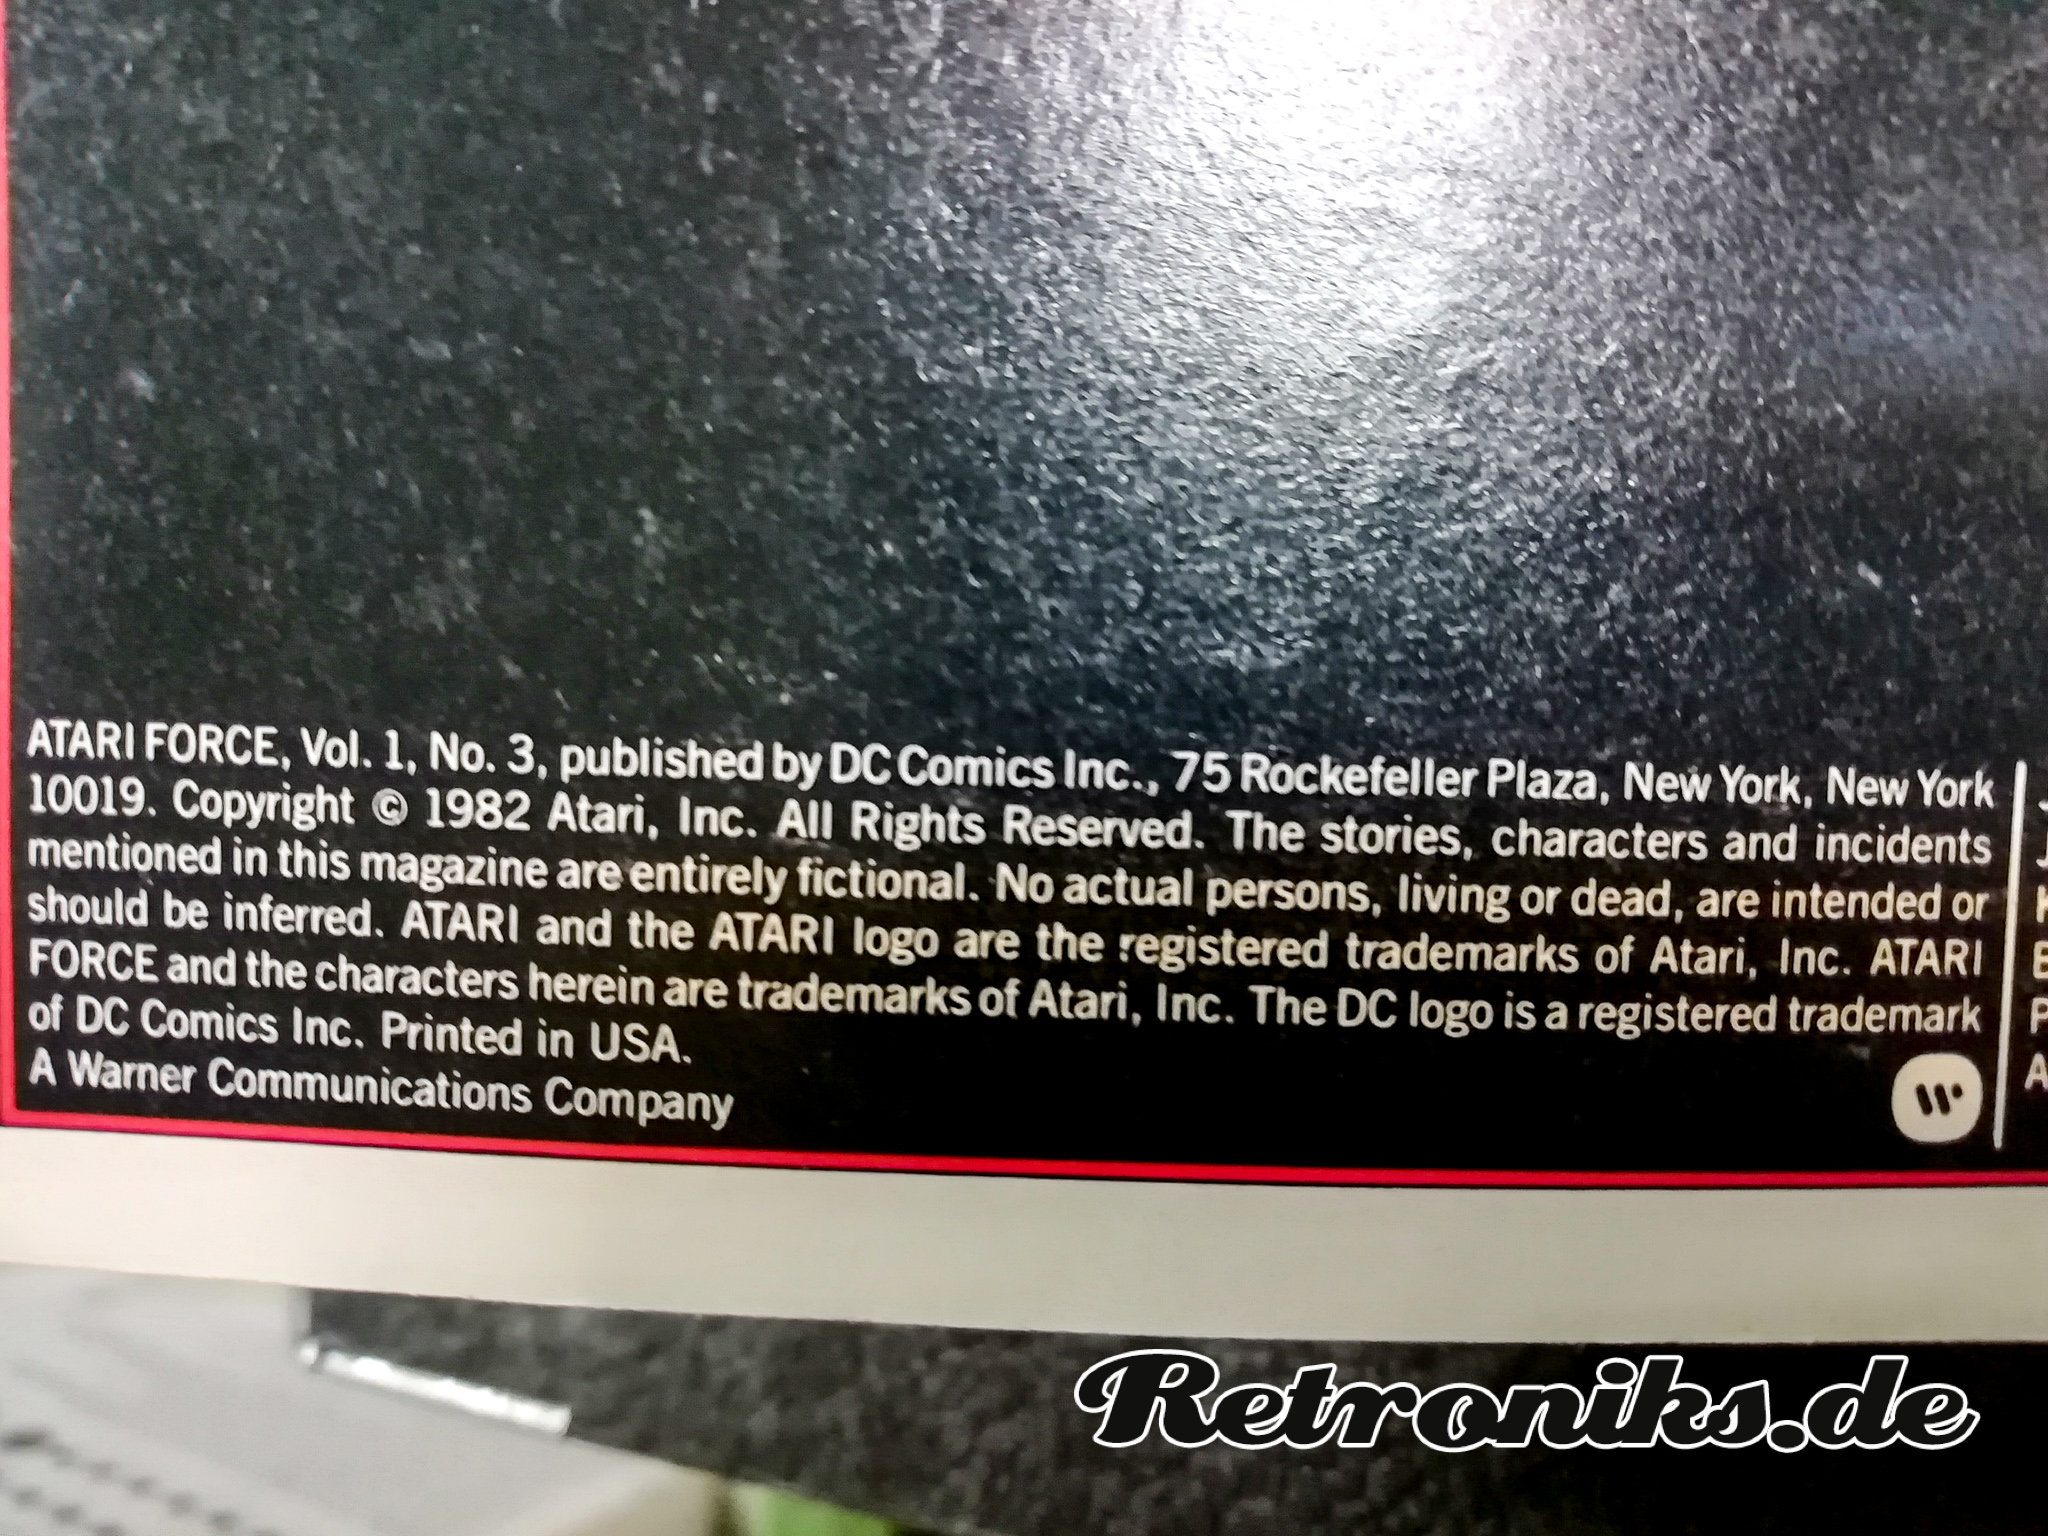 ATARI FORCE, Vol. 1, No. 3, published by DC Comics Inc., 75 Rockefeller Plaza, New York, New York
10019. Copyright © 1982 Atari, Inc. All Rights Reserved. The stories, characters and incidents
mentioned in this magazine are entirely fictional. No actual persons, living or dead, are intended or
should be inferred. ATARI and the ATARI logo are the registered trademarks of Atari, Inc. ATARI
FORCE and the characters herein are trademarks of Atari, Inc. The DC logo is a registered trademark
of DC Comics Inc. Printed in USA.
A Warner Communications Company
Retroniks.de